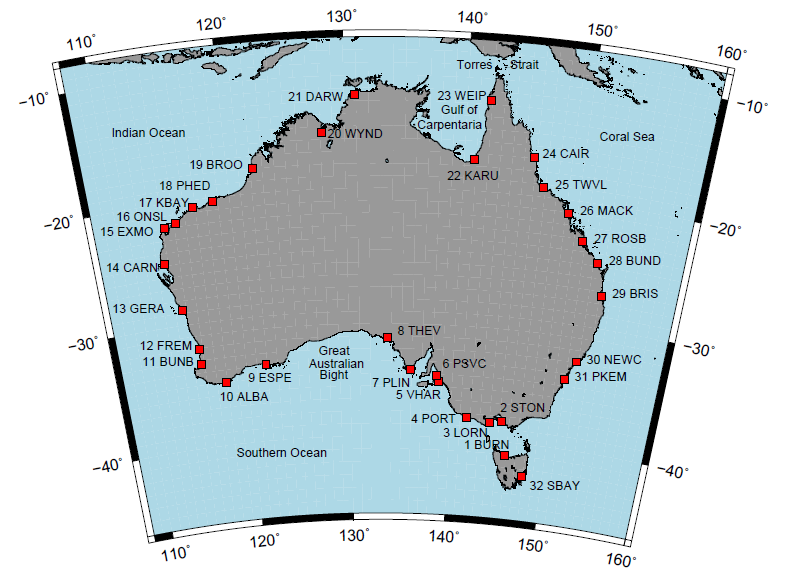 110°
120°
130°
140°
150°
160°
Torres Strait
21 DARW
23 WEIP
Gulf of
Carpentaria
−10°
−10°
Indian Ocean
20 WYND
Coral Sea
24 CAIR
19 BROO
22 KARU
18 PHED
25 TWVL
17 KBAY
16 ONSL
26 MACK
−20°
15 EXMO
−20°
27 ROSB
14 CARN
28 BUND
29 BRIS
13 GERA
8 THEV
−30°
12 FREM
Great
Australian
Bight
−30°
11 BUNB
30 NEWC
6 PSVC
9 ESPE
7 PLIN
31 PKEM
10 ALBA
5 VHAR
2 STON
4 PORT
3 LORN
1 BURN
Southern Ocean
−40°
−40°
32 SBAY
110°
120°
130°
140°
150°
160°